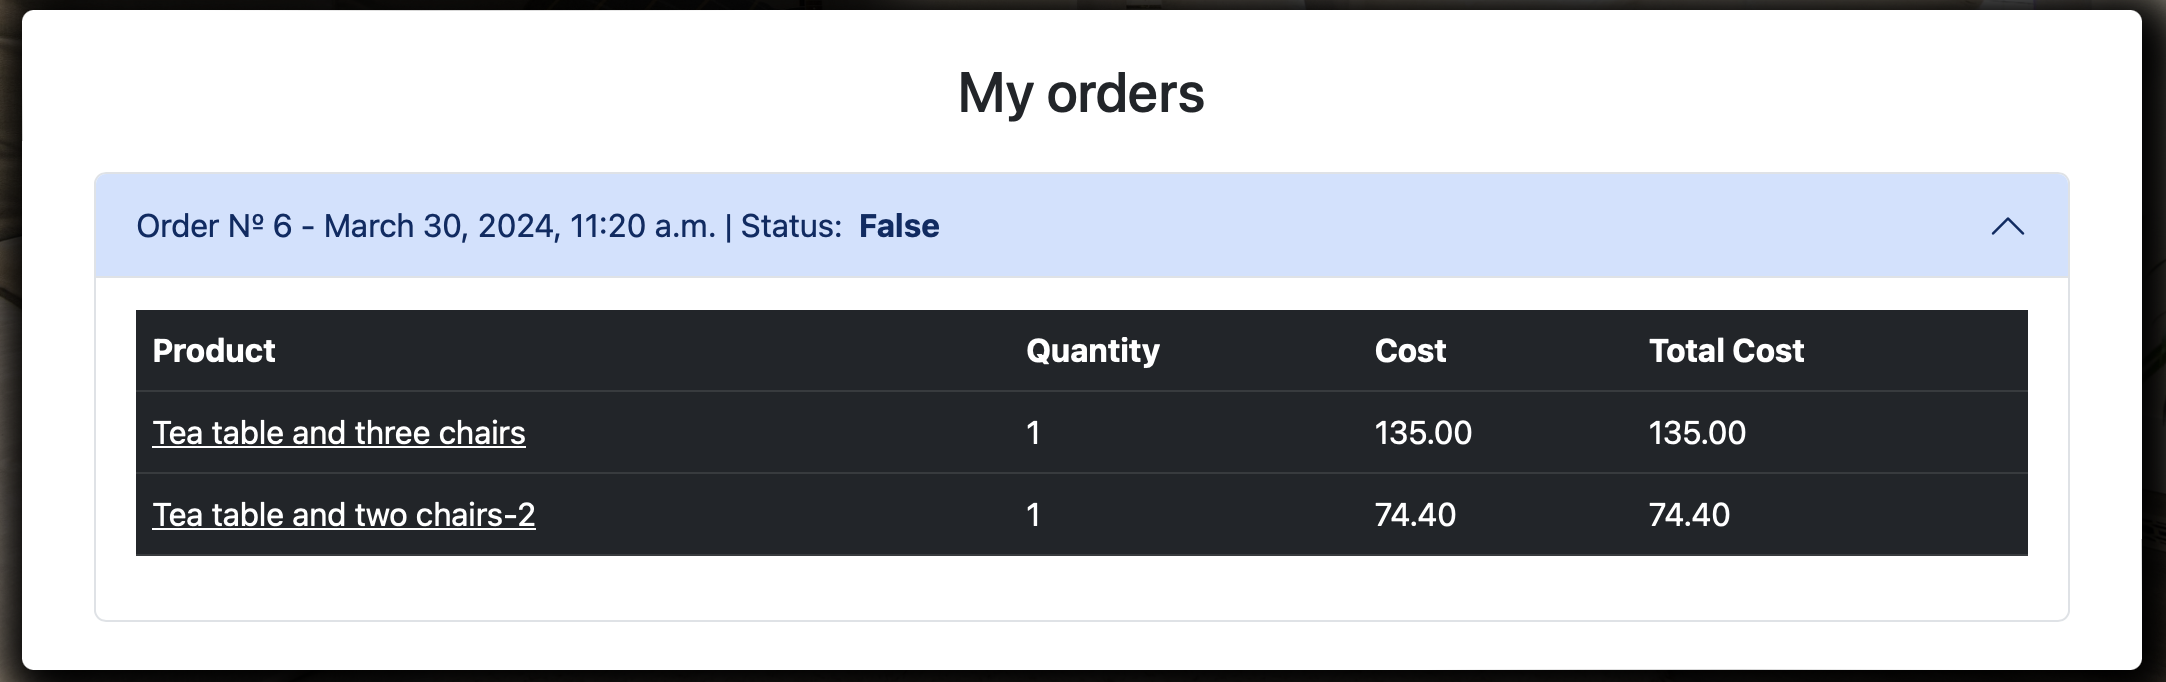 My orders
Order Nº 6 - March 30, 2024, 11:20 a.m. | Status: False
Product Quantity Cost Total Cost
Tea table and three chairs 1 135.00 135.00
Tea table and two chairs-2 1 74.40 74.40